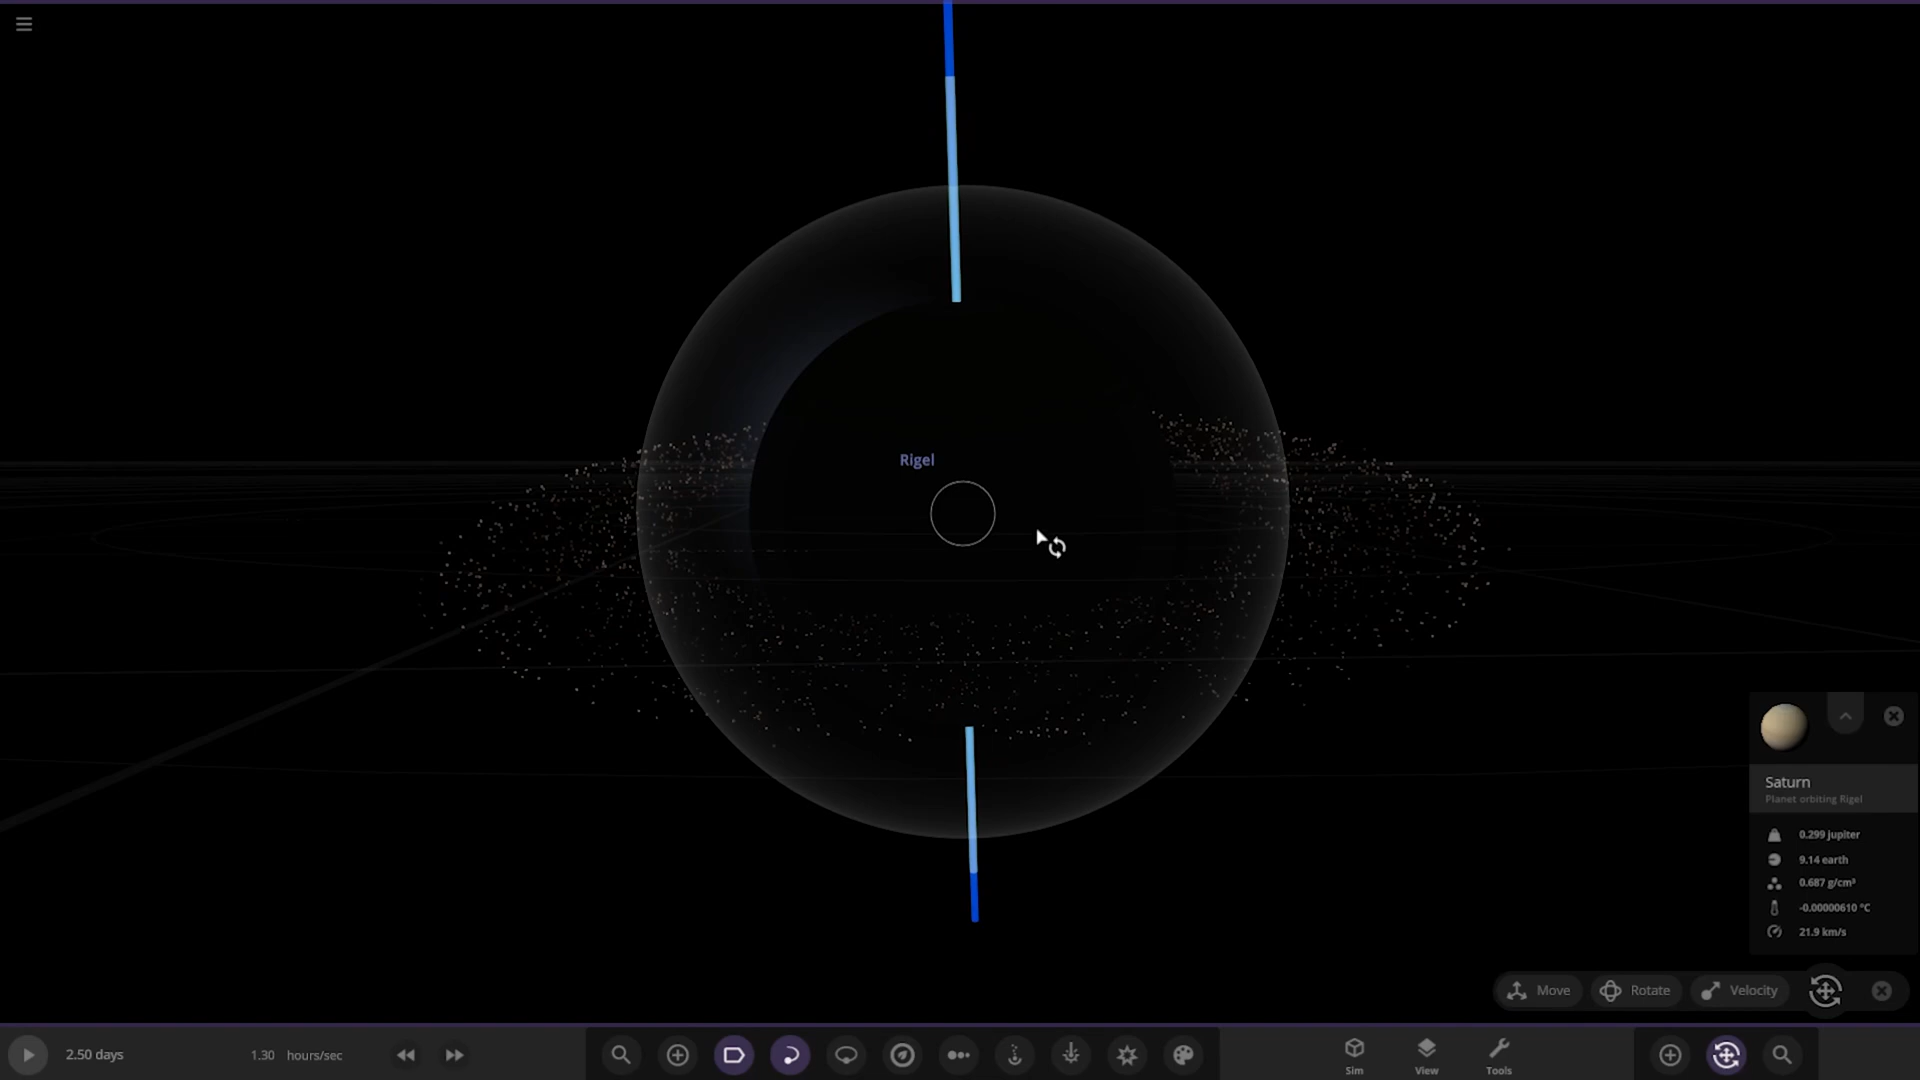 Rigel
Saturn
Planet orbiting Rigel
0.299 jupiter
9.14 earth
0.687 g/cm³
-0.00000610 °C
21.9 km/s
Move
Rotate
Velocity
2.50 days
1.30 hours/sec
Sim
View
Tools